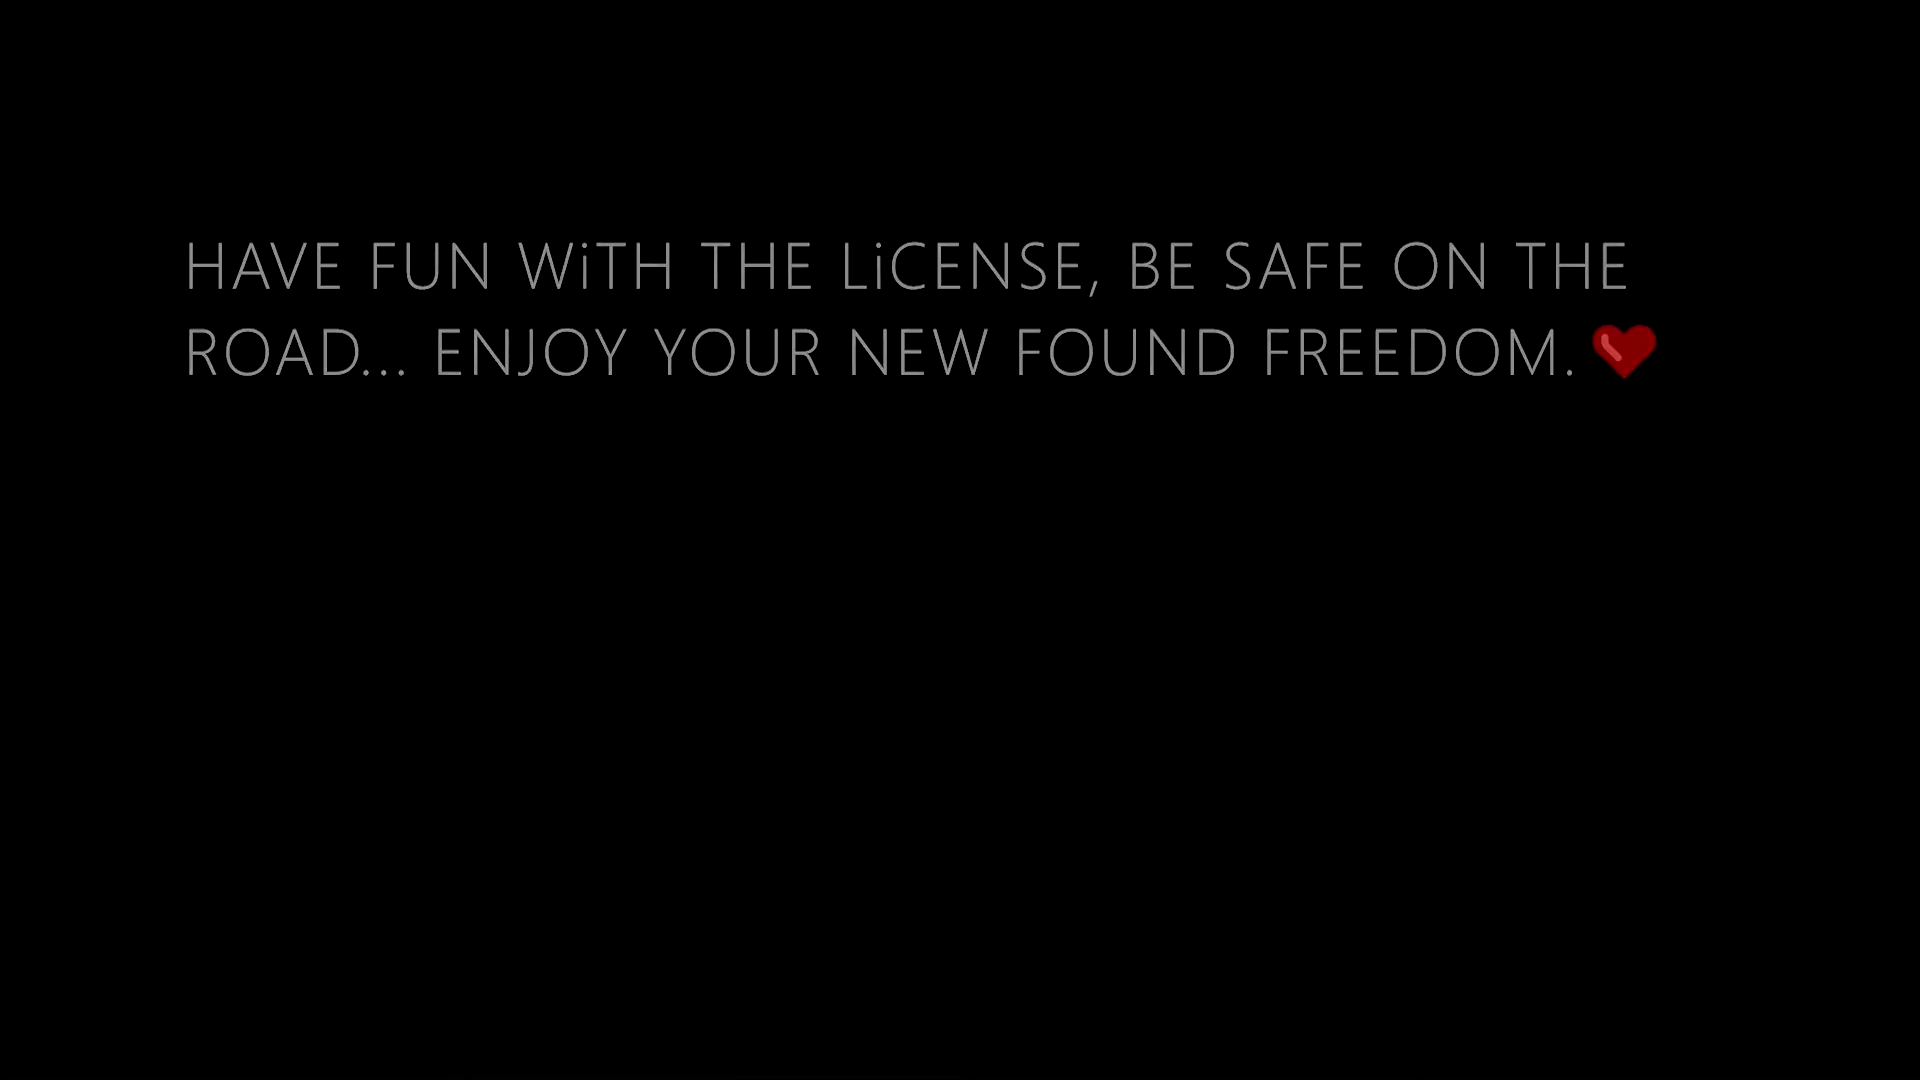 HAVE FUN WiTH THE LiCENSE, BE SAFE ON THE
ROAD... ENJOY YOUR NEW FOUND FREEDOM. ❤